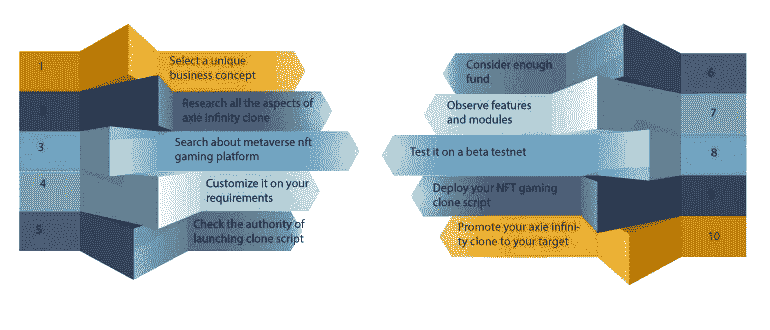 1
Select a unique
business concept
2
Research all the aspects of
axie infinity clone
3
Search about metaverse nft
gaming platform
4
Customize it on your
requirements
5
Check the authority of
launching clone script
Consider enough
fund
6
Observe features
and modules
7
Test it on a beta testnet
8
Deploy your NFT gaming
clone script
9
Promote your axie infini-
ty clone to your target
10